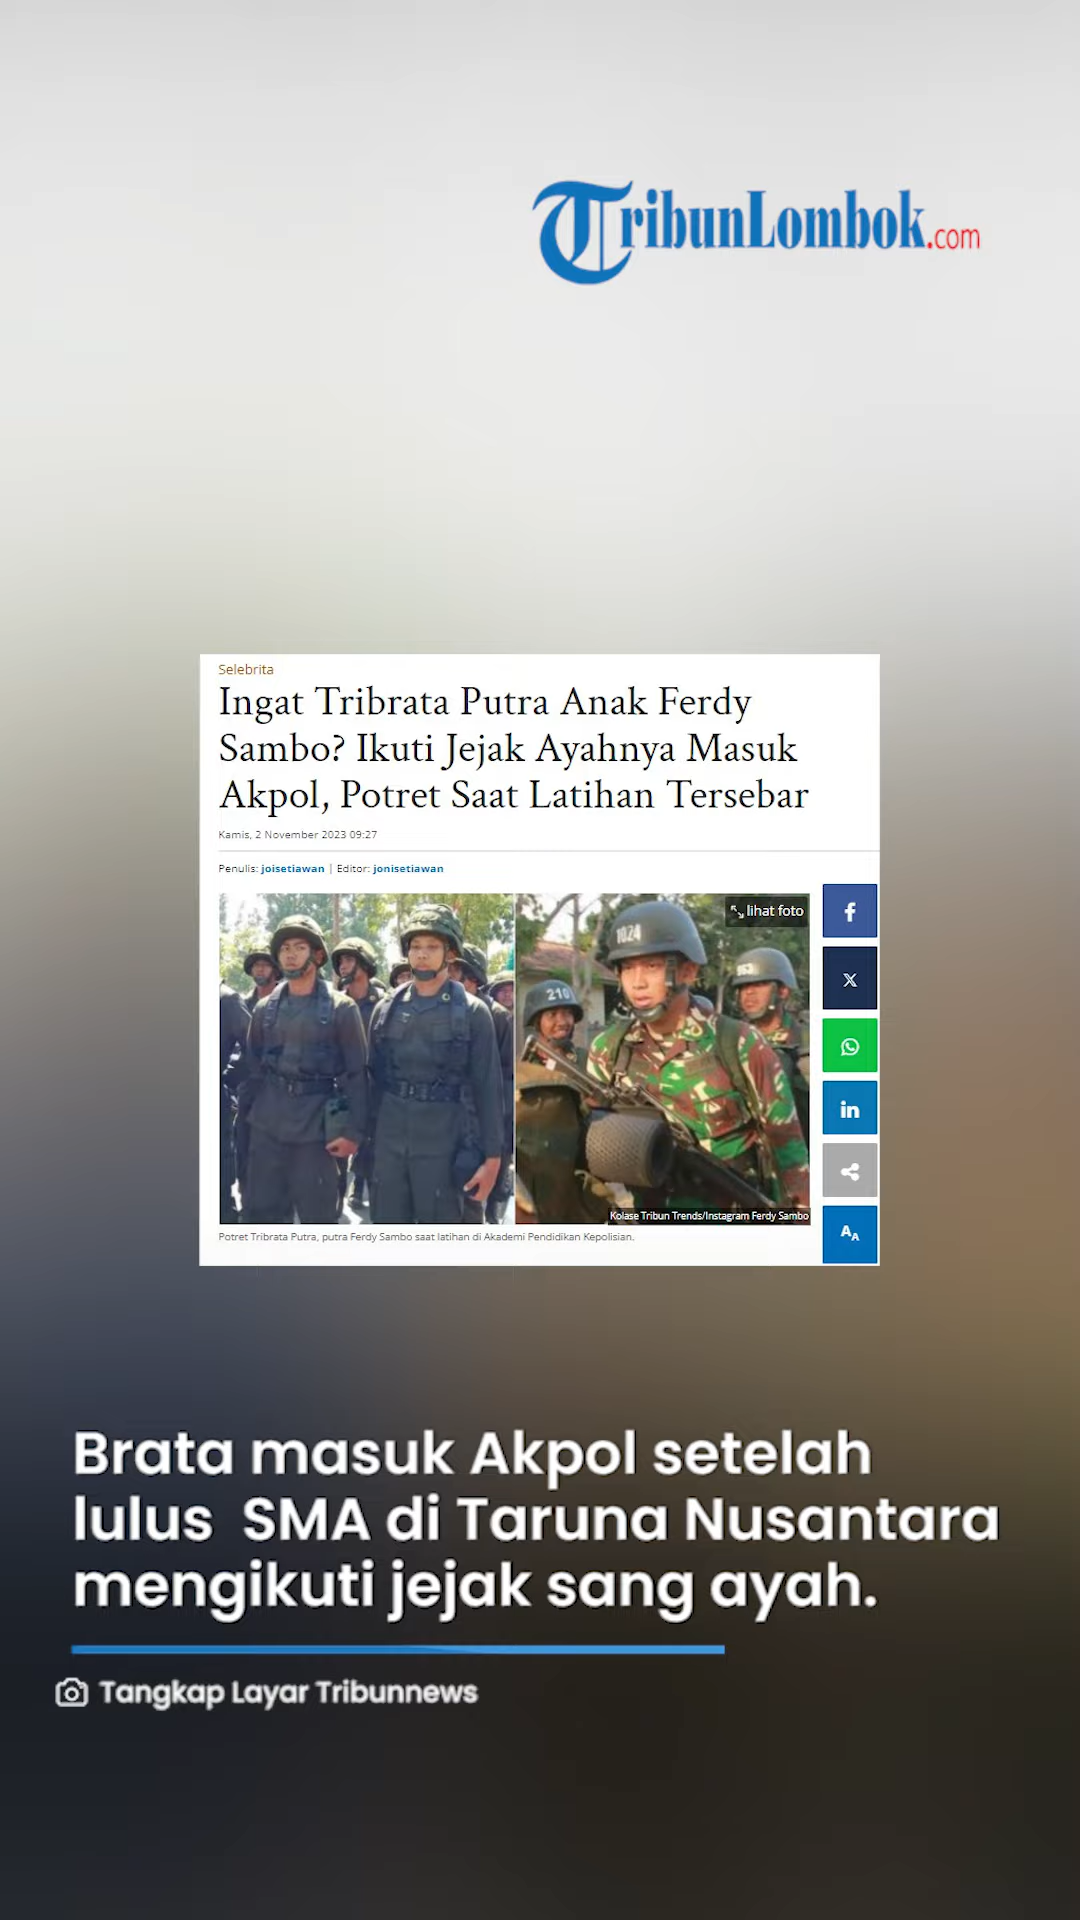 TribunLombok.com
Selebrita
Ingat Tribrata Putra Anak Ferdy
Sambo? Ikuti Jejak Ayahnya Masuk
Akpol, Potret Saat Latihan Tersebar
Kamis, 2 November 2023 09:27
Penulis: joisetiawan | Editor: jonisetiawan
lihat foto
1024
210
Kolase Tribun Trends/Instagram Ferdy Sambo
Potret Tribrata Putra, putra Ferdy Sambo saat latihan di Akademi Pendidikan Kepolisian.
AA
Brata masuk Akpol setelah
lulus  SMA di Taruna Nusantara
mengikuti jejak sang ayah.
Tangkap Layar Tribunnews